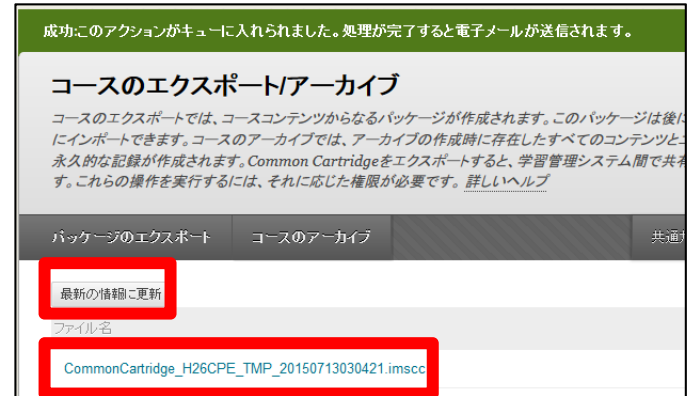 成功:このアクションがキューに入れられました。処理が完了すると電子メールが送信されます。
コースのエクスポート/アーカイブ
コースのエクスポートでは、コースコンテンツからなるパッケージが作成されます。このパッケージは後に
にインポートできます。コースのアーカイブでは、アーカイブの作成時に存在したすべてのコンテンツと
永久的な記録が作成されます。Common Cartridgeをエクスポートすると、学習管理システム間で共有
す。これらの操作を実行するには、それに応じた権限が必要です。 詳しいヘルプ
パッケージのエクスポート コースのアーカイブ 共通
最新の情報に更新
ファイル名
CommonCartridge_H26CPE_TMP_20150713030421.imscc